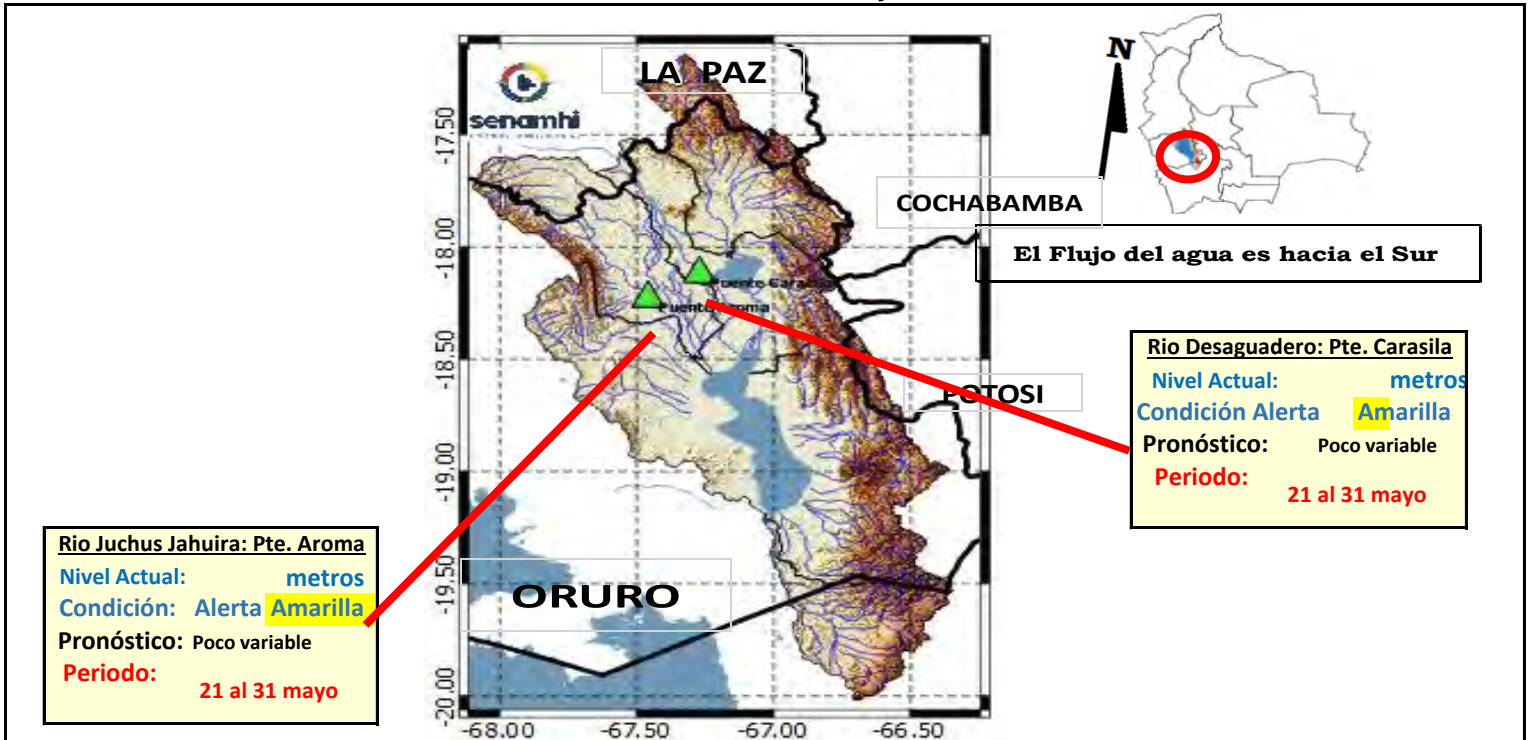 LA PAZ
N
senamhi
-17.50
COCHABAMBA
-18.00
El Flujo del agua es hacia el Sur
Puente Aroma
-18.50
Rio Desaguadero: Pte. Carasila
Nivel Actual: metros
Condición Alerta Amarilla
Pronóstico: Poco variable
Periodo:
21 al 31 mayo
POTOSI
-19.00
Rio Juchus Jahuira: Pte. Aroma
Nivel Actual: metros
Condición: Alerta Amarilla
Pronóstico: Poco variable
Periodo:
21 al 31 mayo
-19.50
ORURO
-20.00
-68.00 -67.50 -67.00 -66.50